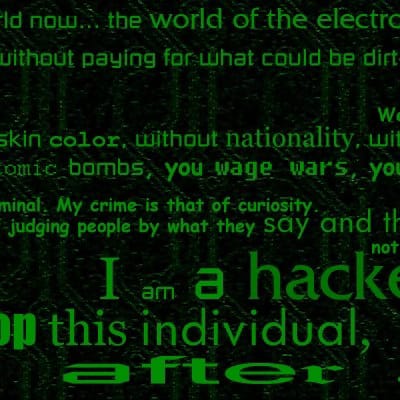 rld now... the world of the electro
without paying for what could be dirt
We
skin color, without nationality, wit
tomic bombs, you wage wars, you
minal. My crime is that of curiosity.
judging people by what they say and th
not
I am a hacke
op this individual,
after